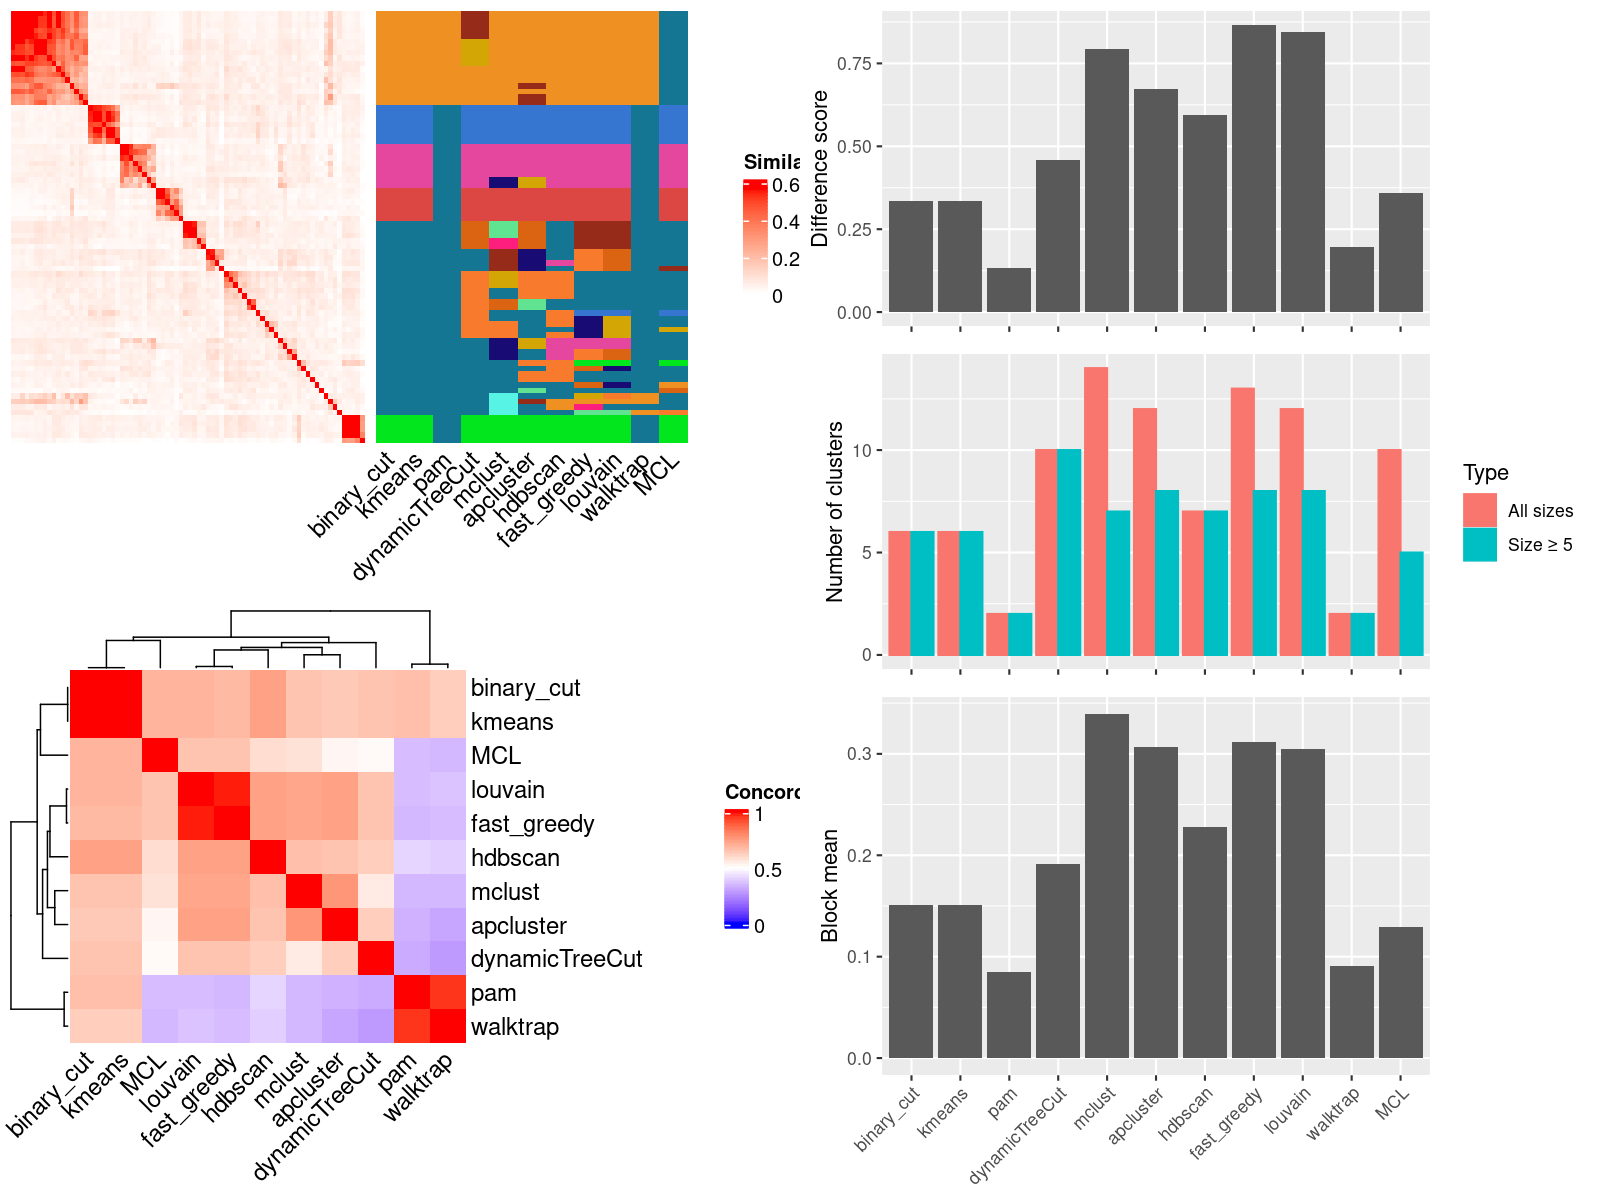 binary_cut
kmeans
pam
dynamicTreeCut
mclust
apcluster
hdbscan
fast_greedy
louvain
walktrap
MCL
Simila
0.6
0.4
0.2
0
binary_cut
kmeans
MCL
louvain
fast_greedy
hdbscan
mclust
apcluster
dynamicTreeCut
pam
walktrap
binary_cut
kmeans
MCL
louvain
fast_greedy
hdbscan
mclust
apcluster
dynamicTreeCut
pam
walktrap
Concord
1
0.5
0
Difference score
0.75
0.50
0.25
0.00
Number of clusters
10
5
0
Type
All sizes
Size ≥ 5
Block mean
0.3
0.2
0.1
0.0
binary_cut
kmeans
pam
dynamicTreeCut
mclust
apcluster
hdbscan
fast_greedy
louvain
walktrap
MCL